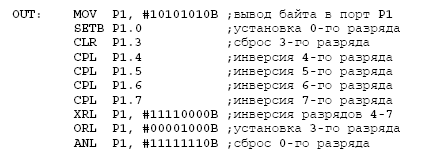 OUT: MOV P1, #10101010B ;вывод байта в порт P1
SETB P1.0 ;установка 0-го разряда
CLR P1.3 ;сброс 3-го разряда
CPL P1.4 ;инверсия 4-го разряда
CPL P1.5 ;инверсия 5-го разряда
CPL P1.6 ;инверсия 6-го разряда
CPL P1.7 ;инверсия 7-го разряда
XRL P1, #11110000B ;инверсия разрядов 4-7
ORL P1, #00001000B ;установка 3-го разряда
ANL P1, #11111110B ;сброс 0-го разряда